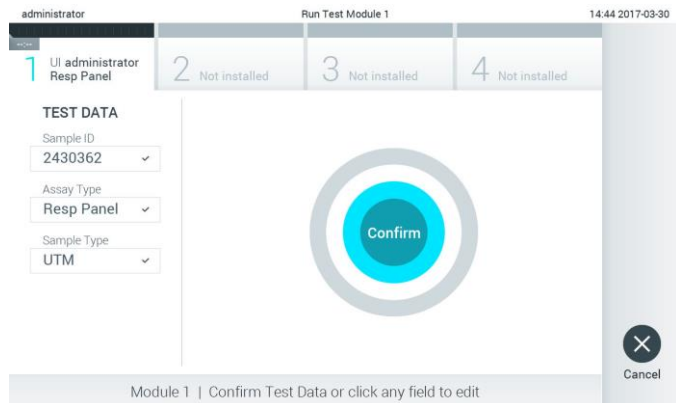 administrator Run Test Module 1 14:44 2017-03-30
--:--
1 UI administrator
Resp Panel
2 Not installed
3 Not installed
4 Not installed
TEST DATA
Sample ID
2430362
Assay Type
Resp Panel
Sample Type
UTM
Confirm
Cancel
Module 1 | Confirm Test Data or click any field to edit